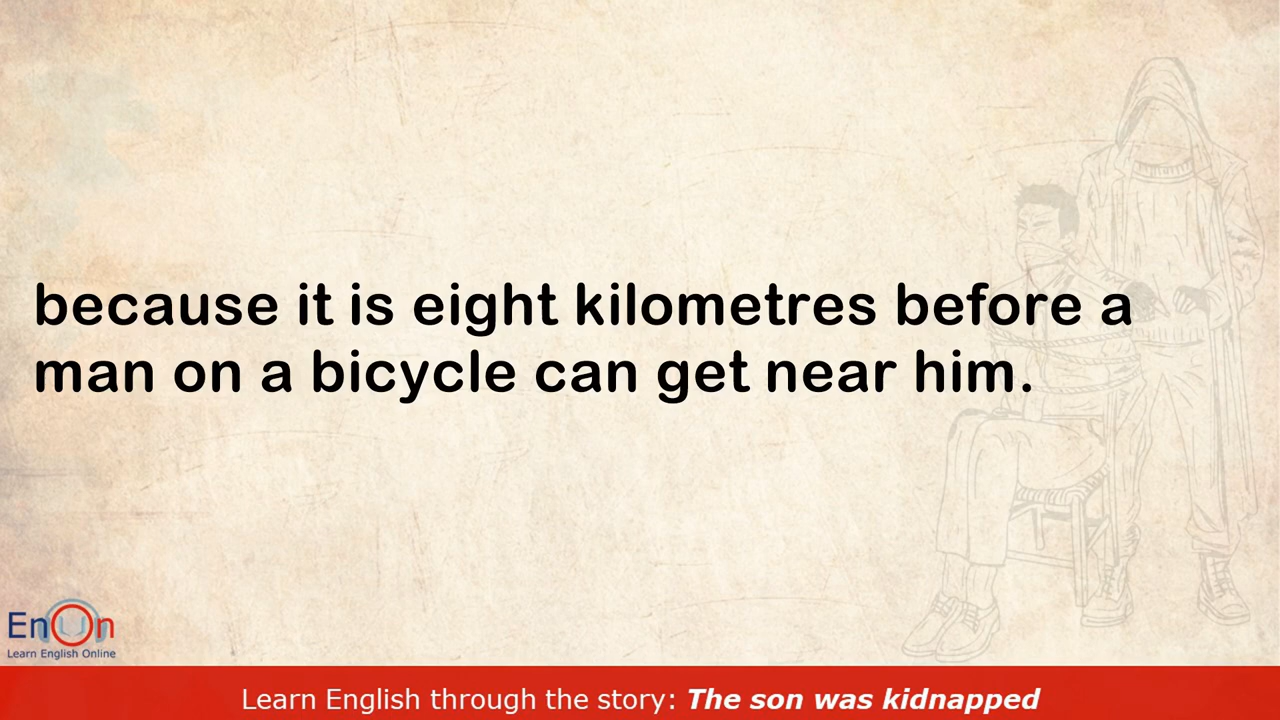 because it is eight kilometres before a
man on a bicycle can get near him.
EnOn
Learn English Online
Learn English through the story: The son was kidnapped